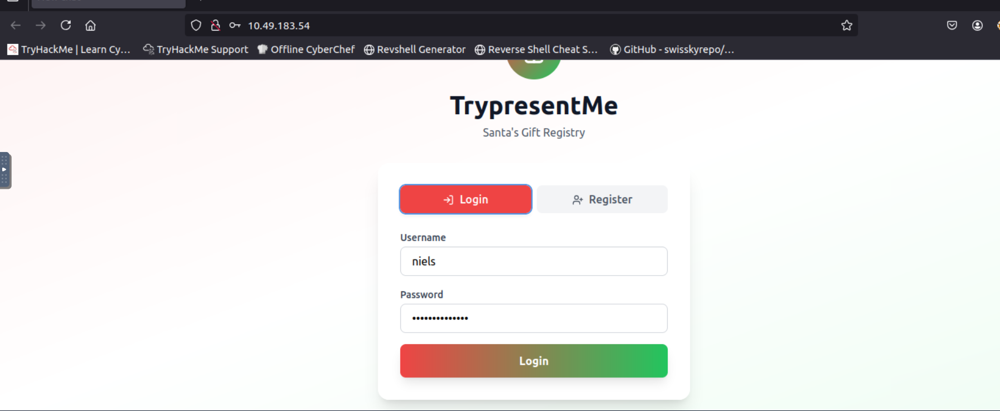 10.49.183.54
TryHackMe | Learn Cy… TryHackMe Support Offline CyberChef Revshell Generator Reverse Shell Cheat S… GitHub - swisskyrepo/…
TrypresentMe
Santa's Gift Registry
Login Register
Username
niels
Password
••••••••••••••
Login